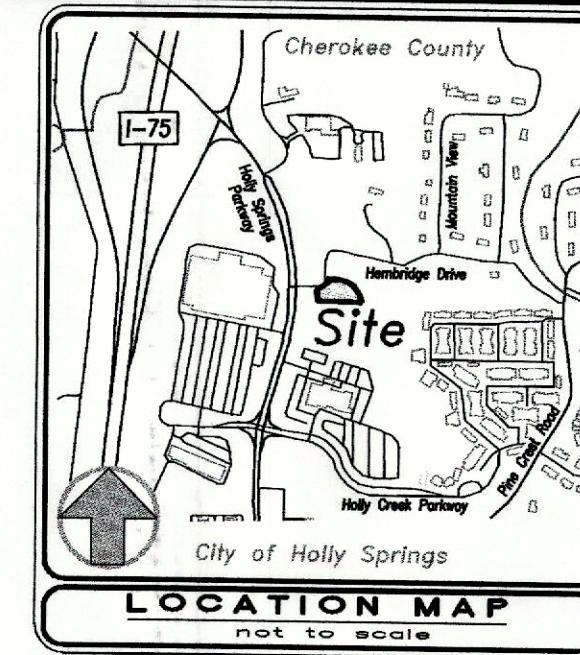 Cherokee County
I-75
Holly Springs
Parkway
Mountain View
Hembridge Drive
Site
Pine Creet Road
Holly Creek Parkway
City of Holly Springs
LOCATION MAP
not to scale